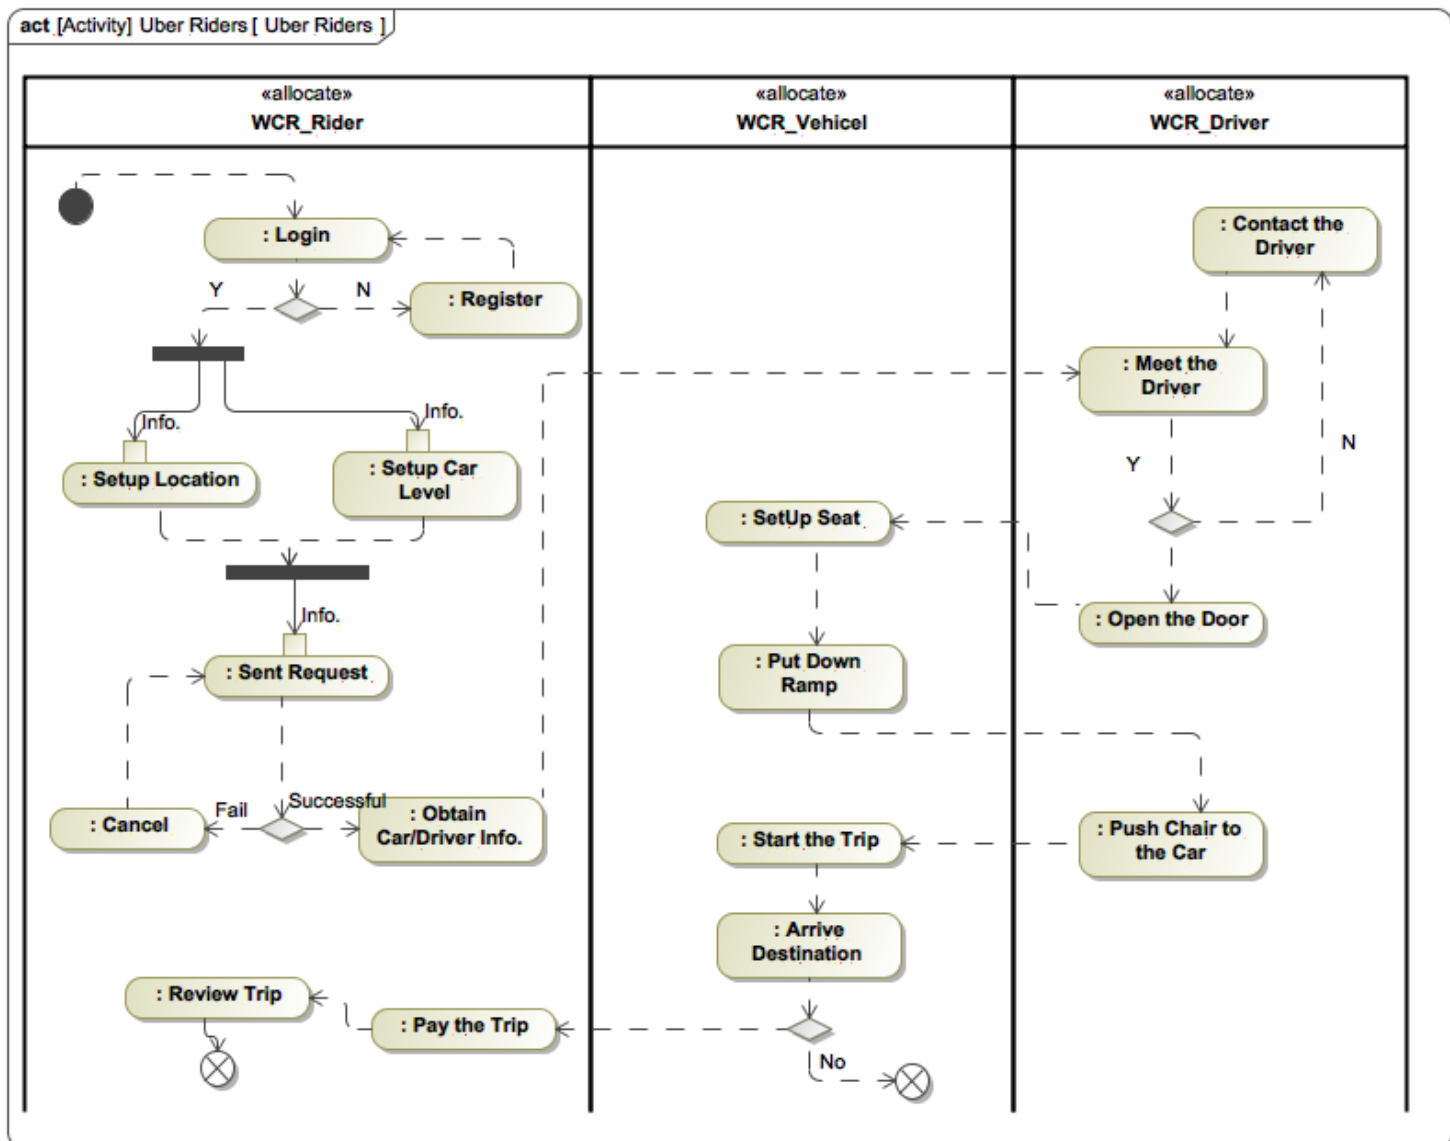 act [Activity] Uber Riders [ Uber Riders ]
«allocate»
WCR_Rider
«allocate»
WCR_Vehicel
«allocate»
WCR_Driver
: Login
Y
N
: Register
Info.
Info.
: Setup Location
: Setup Car
Level
Info.
: Sent Request
Fail
Successful
: Cancel
: Obtain
Car/Driver Info.
: Review Trip
: Pay the Trip
: SetUp Seat
: Put Down
Ramp
: Start the Trip
: Arrive
Destination
No
: Contact the
Driver
: Meet the
Driver
Y
N
: Open the Door
: Push Chair to
the Car